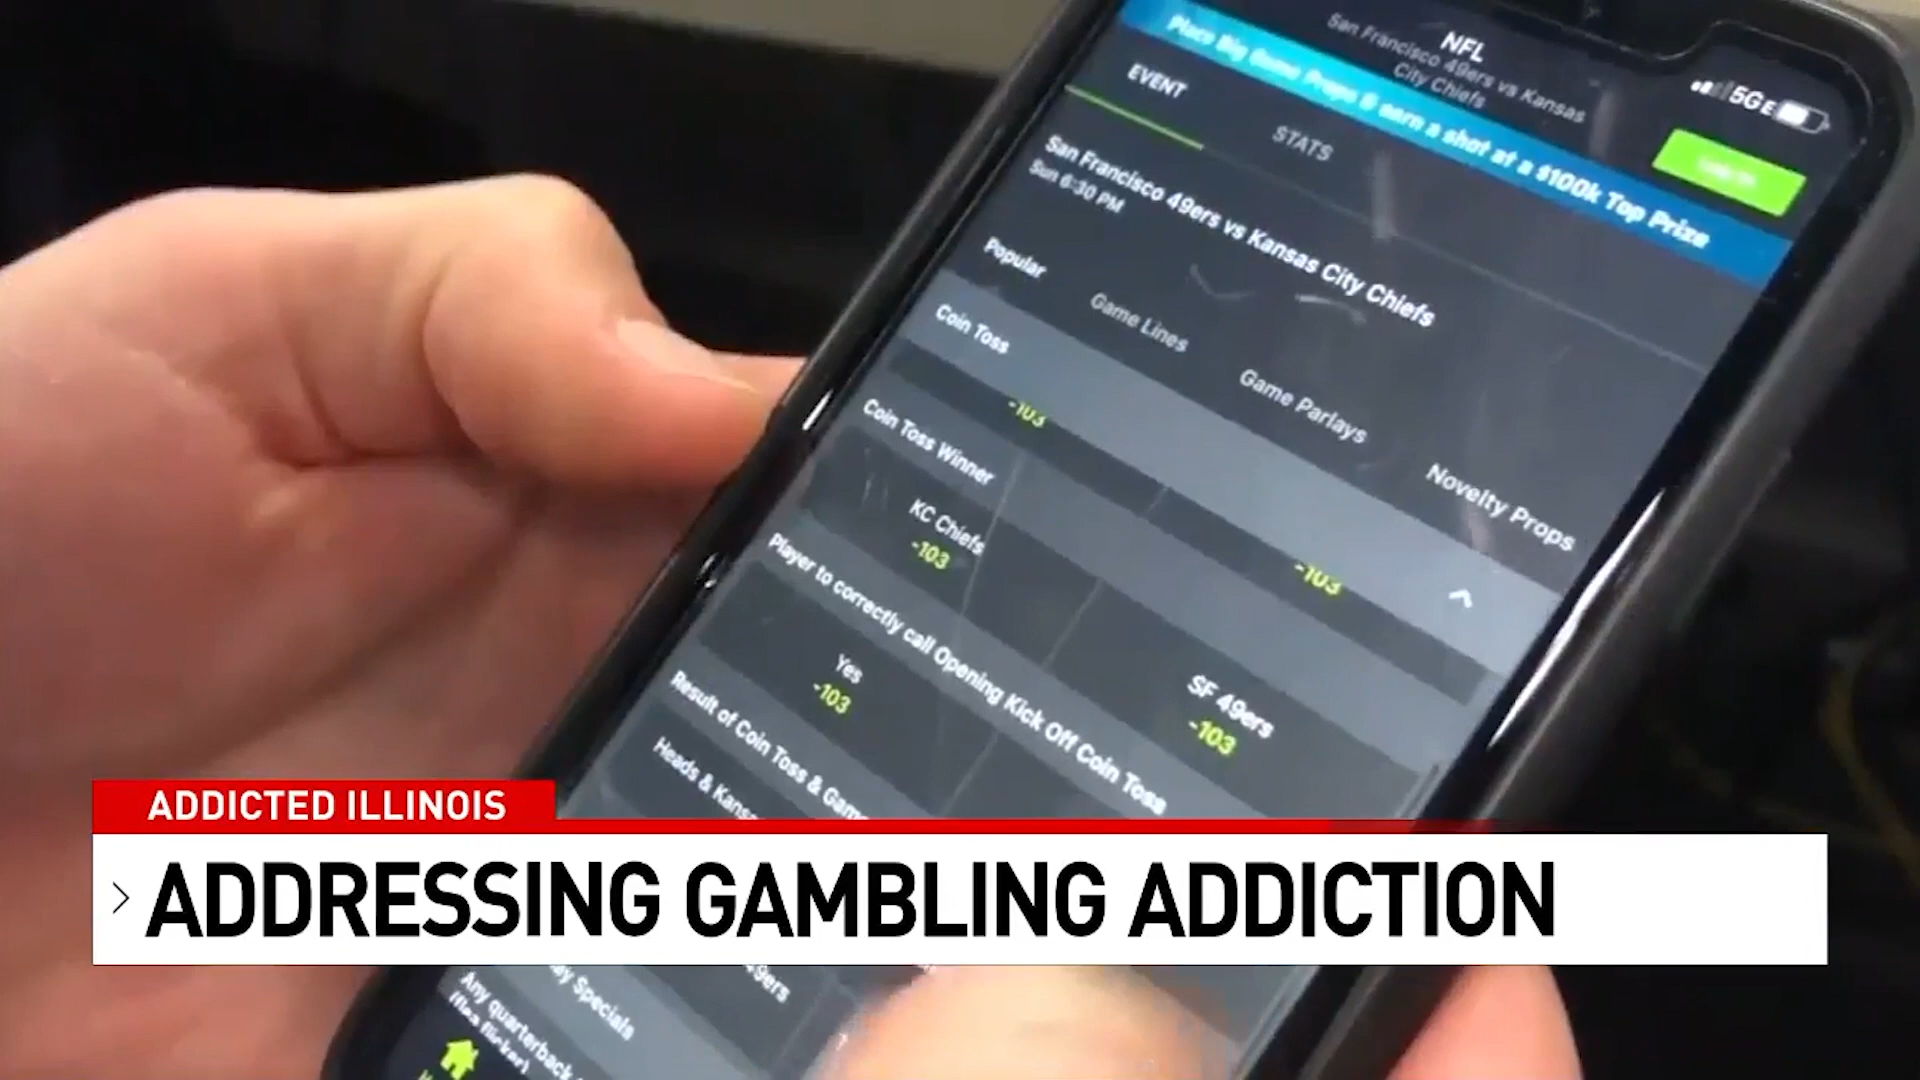 NFL
San Francisco 49ers vs Kansas
City Chiefs
5GE
Place Big Game Props & earn a shot at a $100k Top Prize
EVENT
STATS
San Francisco 49ers vs Kansas City Chiefs
Sun 6:30 PM
Popular
Game Lines
Game Parlays
Novelty Props
Coin Toss
-103
-103
Coin Toss Winner
KC Chiefs
-103
SF 49ers
-103
Player to correctly call Opening Kick Off Coin Toss
Yes
-103
Result of Coin Toss & Game
Heads & Kansa
ADDICTED ILLINOIS
> ADDRESSING GAMBLING ADDICTION
49ers
ay Specials
Any quarterback